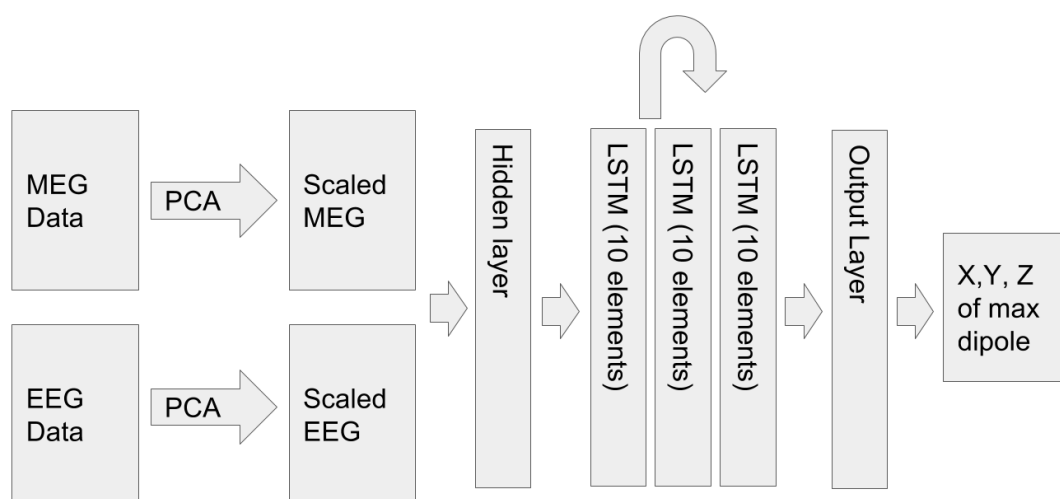 MEG
Data
PCA
Scaled
MEG
EEG
Data
PCA
Scaled
EEG
Hidden layer
LSTM (10 elements)
LSTM (10 elements)
LSTM (10 elements)
Output Layer
X,Y, Z
of max
dipole